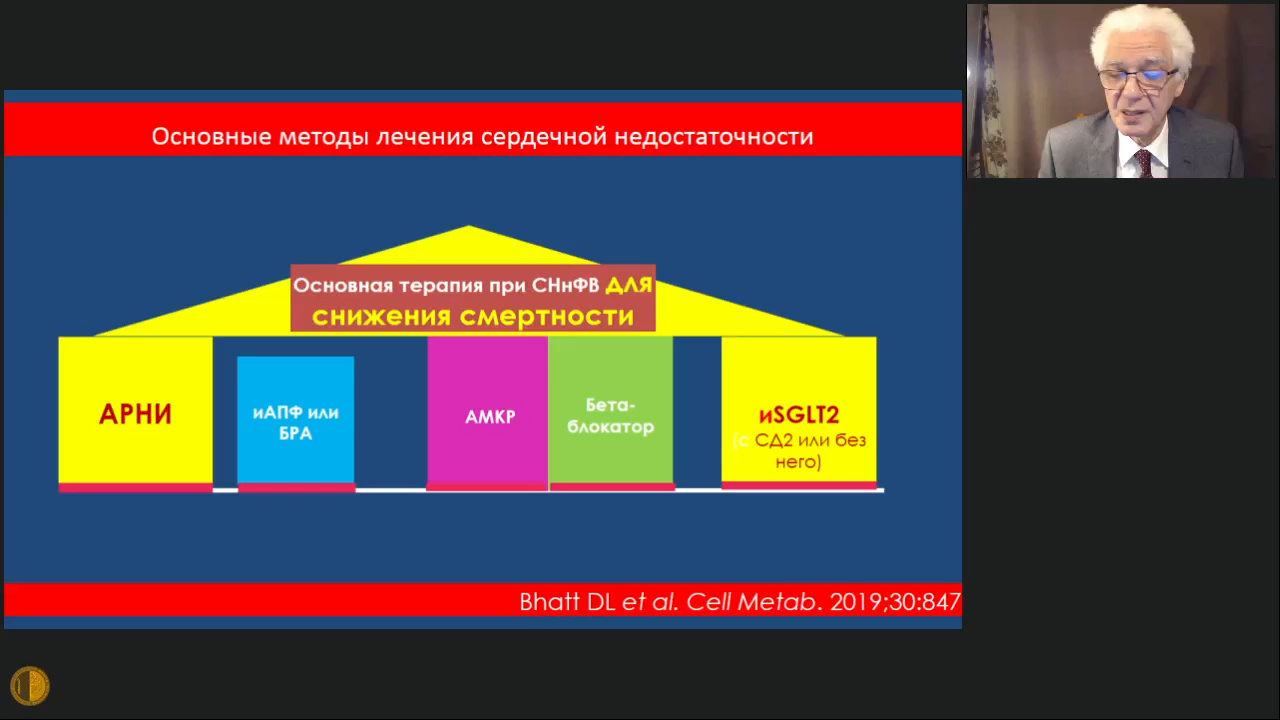 Основные методы лечения сердечной недостаточности
Основная терапия при СНнФВ ДЛЯ
снижения смертности
АРНИ
иАПФ или
БРА
АМКР
Бета-
блокатор
иSGLT2
(с СД2 или без
него)
Bhatt DL et al. Cell Metab. 2019;30:847